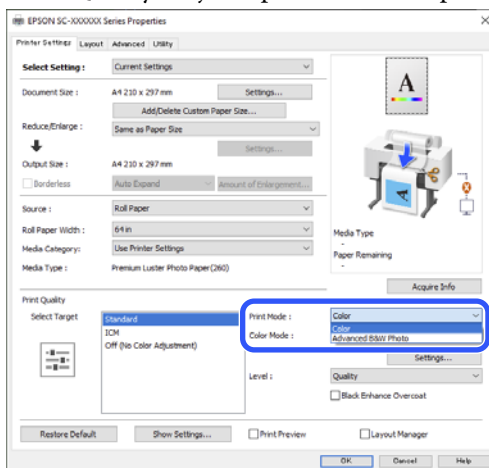 EPSON SC-XXXXXX Series Properties
Printer Settings Layout Advanced Utility
Select Setting : Current Settings
Document Size : A4 210 x 297 mm Settings...
Add/Delete Custom Paper Size...
Reduce/Enlarge : Same as Paper Size
Settings...
Output Size : A4 210 x 297 mm
Borderless Auto Expand Amount of Enlargement...
Source : Roll Paper
Roll Paper Width : 64 in
Media Category: Use Printer Settings
Media Type : Premium Luster Photo Paper(260)
A
A
Media Type
-
Paper Remaining
-
Acquire Info
Print Quality
Select Target
Standard
ICM
Off (No Color Adjustment)
Print Mode : Color
Color
Advanced B&W Photo
Color Mode :
Settings...
Level : Quality
Black Enhance Overcoat
Restore Default Show Settings... Print Preview Layout Manager
OK Cancel Help